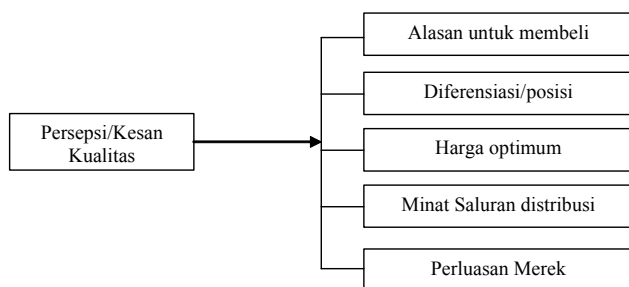 Persepsi/Kesan
Kualitas
Alasan untuk membeli
Diferensiasi/posisi
Harga optimum
Minat Saluran distribusi
Perluasan Merek